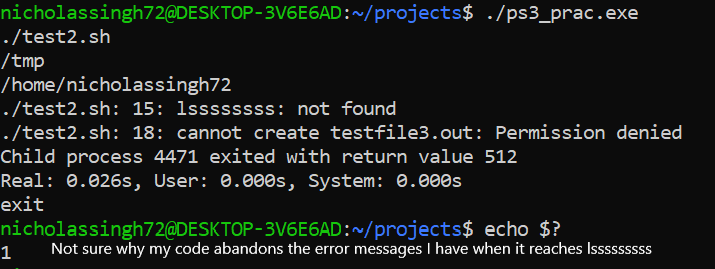 nicholassingh72@DESKTOP-3V6E6AD:~/projects$ ./ps3_prac.exe
./test2.sh
/tmp
/home/nicholassingh72
./test2.sh: 15: lssssssss: not found
./test2.sh: 18: cannot create testfile3.out: Permission denied
Child process 4471 exited with return value 512
Real: 0.026s, User: 0.000s, System: 0.000s
exit
nicholassingh72@DESKTOP-3V6E6AD:~/projects$ echo $?
1 Not sure why my code abandons the error messages I have when it reaches lsssssssss